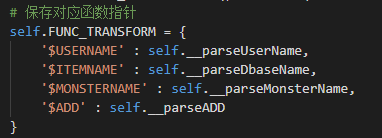 # 保存对应函数指针
self.FUNC_TRANSFORM = {
'$USERNAME' : self.__parseUserName,
'$ITEMNAME' : self.__parseDbaseName,
'$MONSTERNAME' : self.__parseMonsterName,
'$ADD' : self.__parseADD
}